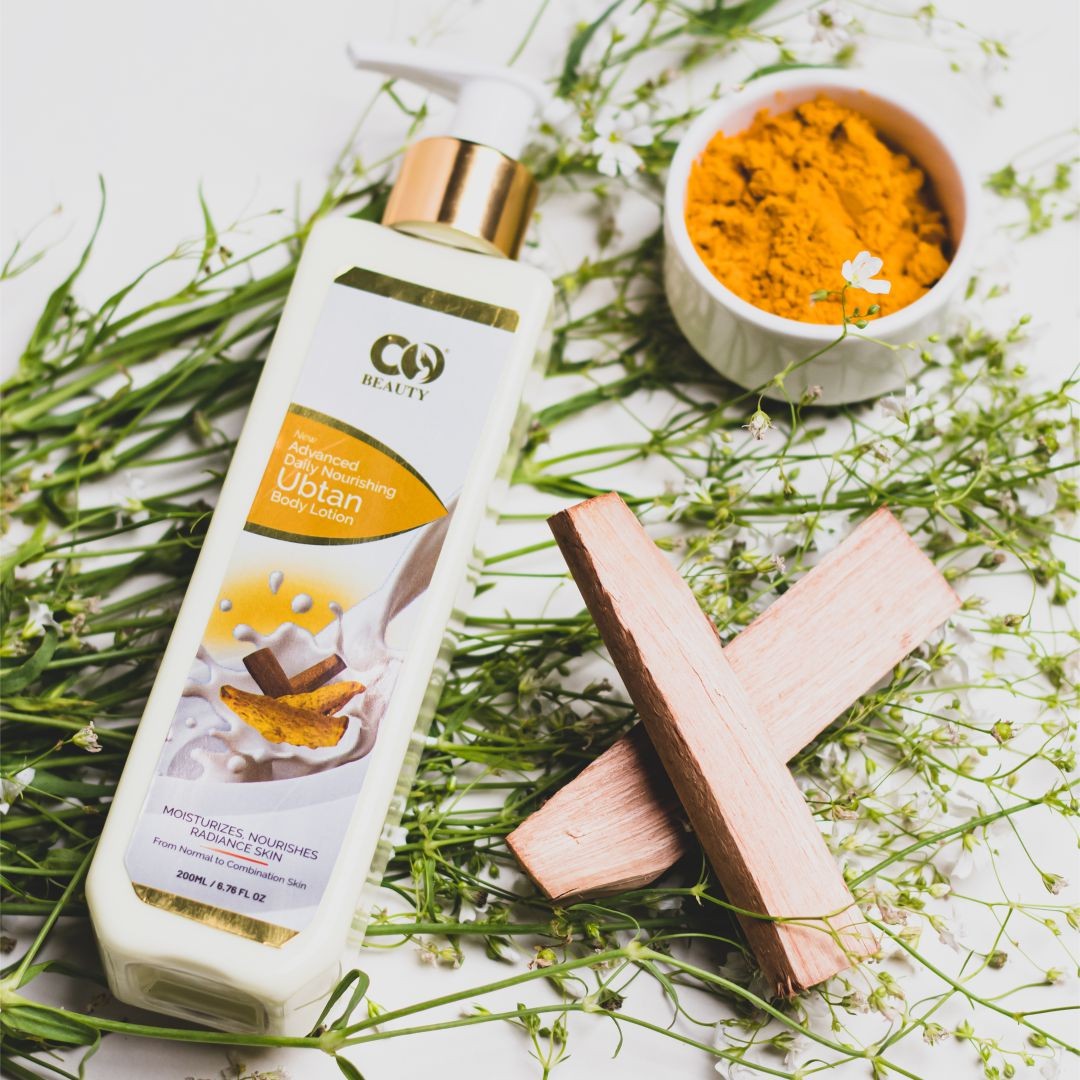 CO
BEAUTY
New
Advanced
Daily Nourishing
Ubtan
Body Lotion
MOISTURIZES, NOURISHES
RADIANCE SKIN
From Normal to Combination Skin
200ML / 6.76 FL OZ